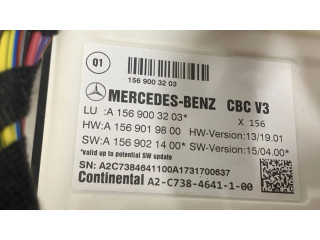 Q1
156 900 32 03
MERCEDES-BENZ CBC V3
LU :A 156 900 32 03* X 156
HW:A 156 901 98 00 HW-Version:13/19.01
SW:A 156 902 14 00* SW-Version:15/04.00*
*valid up to potential SW update
SN: A2C7384641100A1731700637
Continental A2-C738-4641-1-00